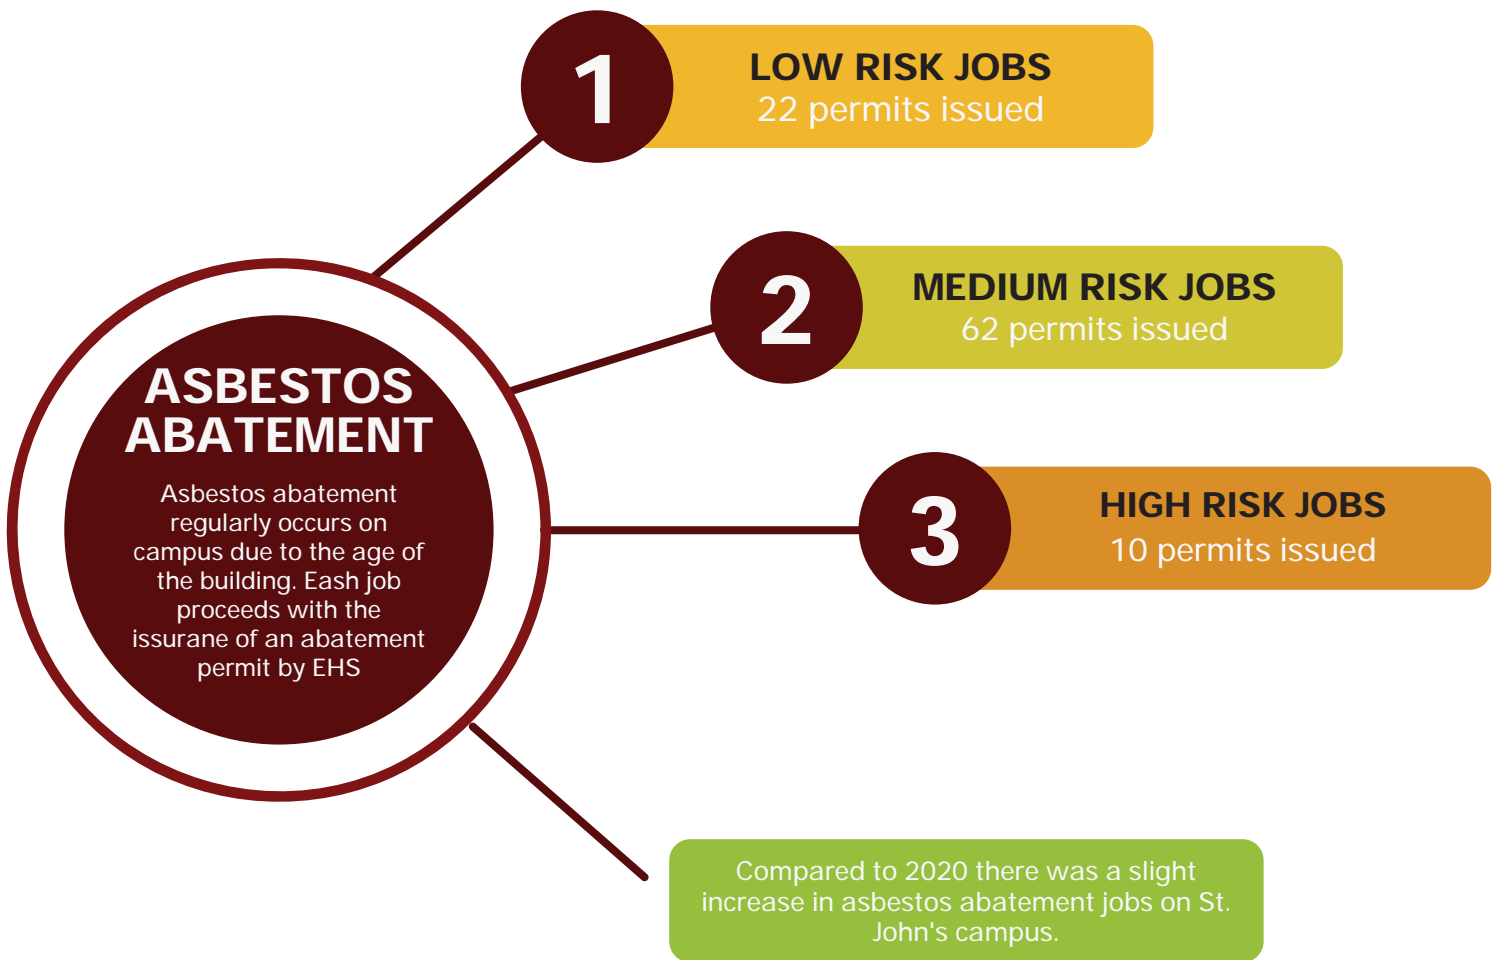 1
LOW RISK JOBS
22 permits issued
2
MEDIUM RISK JOBS
62 permits issued
ASBESTOS
ABATEMENT
Asbestos abatement
regularly occurs on
campus due to the age of
the building. Eash job
proceeds with the
issurane of an abatement
permit by EHS
3
HIGH RISK JOBS
10 permits issued
Compared to 2020 there was a slight
increase in asbestos abatement jobs on St.
John's campus.